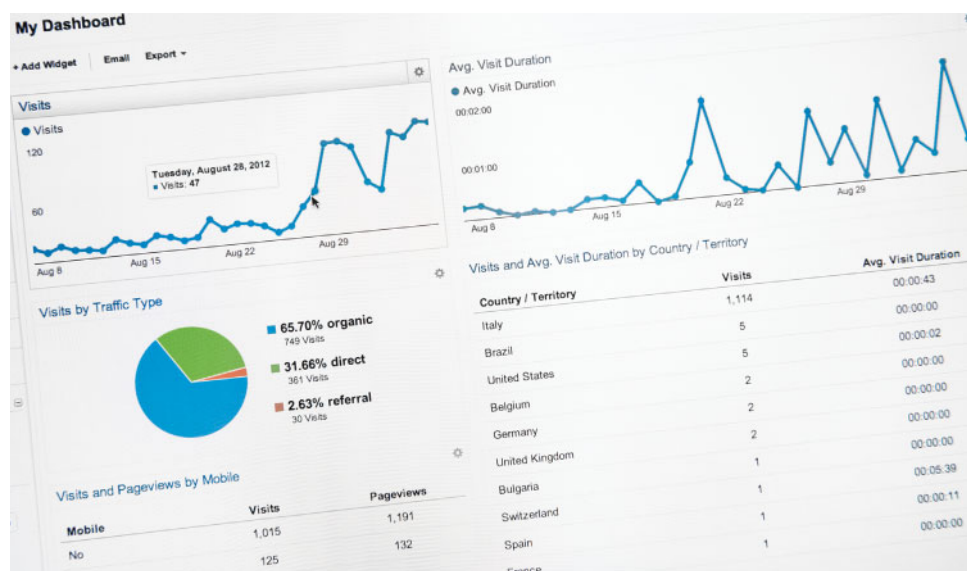 My Dashboard
+ Add Widget Email Export
Visits
Visits
120
60
Tuesday, August 28, 2012
Visits: 47
Aug 8 Aug 15 Aug 22 Aug 29
Visits by Traffic Type
65.70% organic
749 Visits
31.66% direct
361 Visits
2.63% referral
30 Visits
Visits and Pageviews by Mobile
Mobile Visits Pageviews
No 1,015 1,191
125 132
Avg. Visit Duration
Avg. Visit Duration
00:02:00
00:01:00
Aug 8 Aug 15 Aug 22 Aug 29
Visits and Avg. Visit Duration by Country / Territory
Country / Territory Visits Avg. Visit Duration
Italy 1,114 00:00:43
Brazil 5 00:00:00
United States 5 00:00:02
Belgium 2 00:00:00
Germany 2 00:00:00
United Kingdom 2 00:00:00
Bulgaria 1 00:05:39
Switzerland 1 00:00:11
Spain 1 00:00:00
France 1